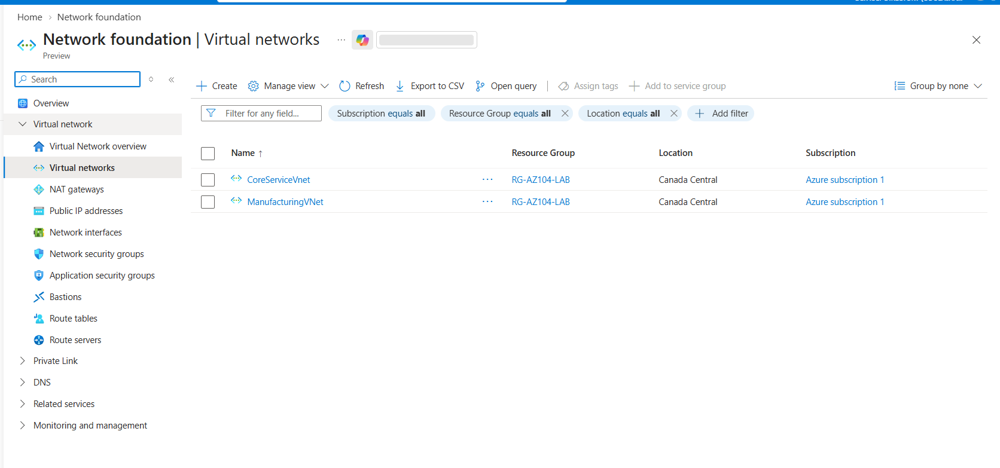 Home > Network foundation
Network foundation | Virtual networks ...
Preview
Search
Overview
Virtual network
Virtual Network overview
Virtual networks
NAT gateways
Public IP addresses
Network interfaces
Network security groups
Application security groups
Bastions
Route tables
Route servers
Private Link
DNS
Related services
Monitoring and management
Create Manage view Refresh Export to CSV Open query Assign tags Add to service group Group by none
Filter for any field... Subscription equals all Resource Group equals all Location equals all Add filter
Name ↑ Resource Group Location Subscription
CoreServiceVnet ... RG-AZ104-LAB Canada Central Azure subscription 1
ManufacturingVNet ... RG-AZ104-LAB Canada Central Azure subscription 1